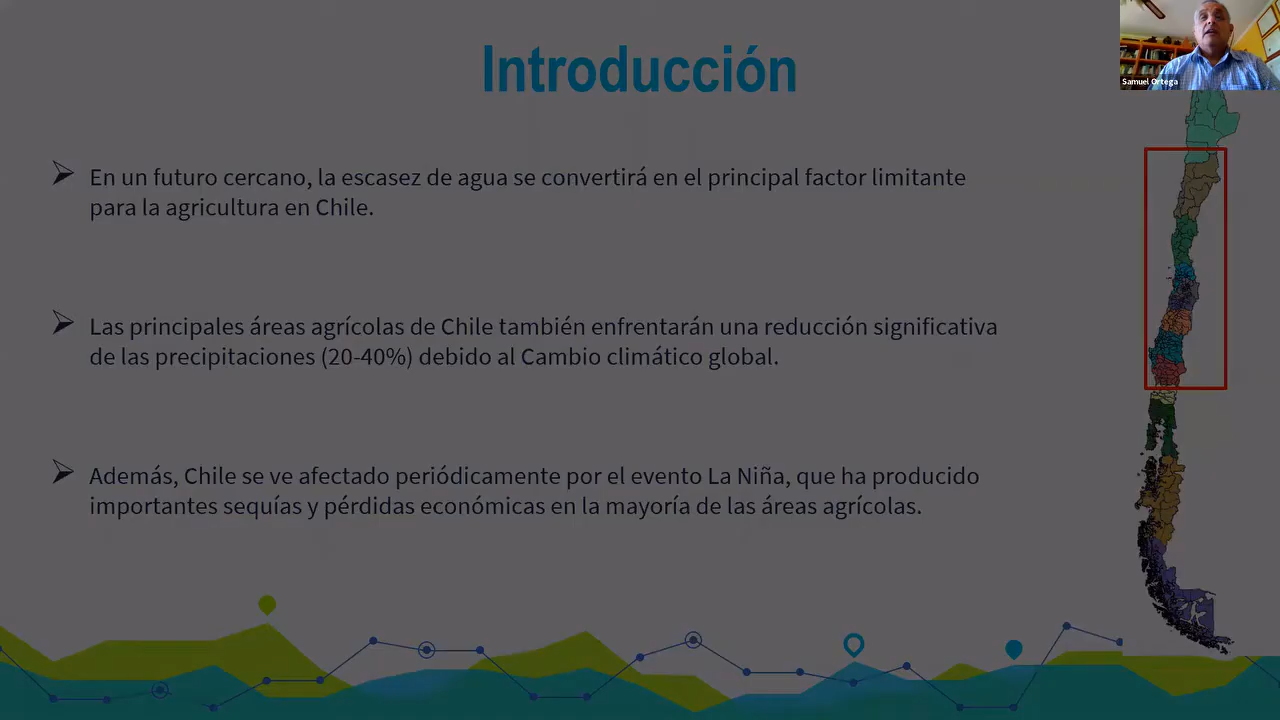 Introducción
Samuel Ortega
En un futuro cercano, la escasez de agua se convertirá en el principal factor limitante
para la agricultura en Chile.
Las principales áreas agrícolas de Chile también enfrentarán una reducción significativa
de las precipitaciones (20-40%) debido al Cambio climático global.
Además, Chile se ve afectado periódicamente por el evento La Niña, que ha producido
importantes sequías y pérdidas económicas en la mayoría de las áreas agrícolas.